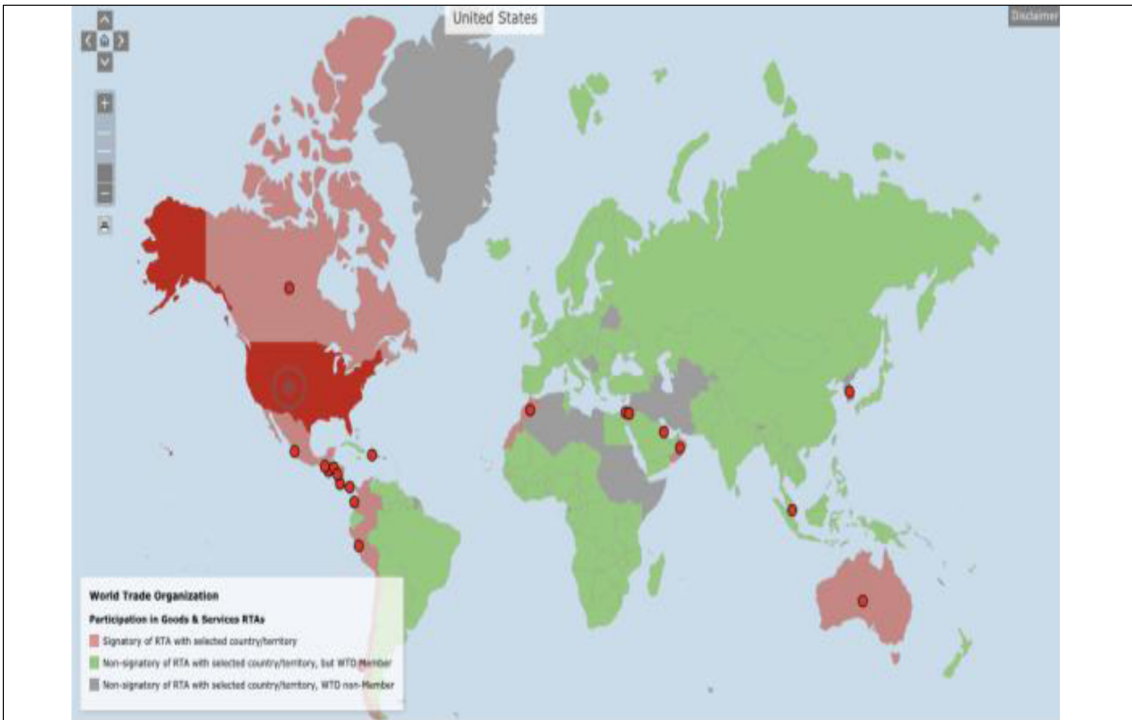 United States
Disclaimer
World Trade Organization
Participation in Goods & Services RTAs
Signatory of RTA with selected country/territory
Non-signatory of RTA with selected country/territory, but WTO Member
Non-signatory of RTA with selected country/territory, WTO non-Member